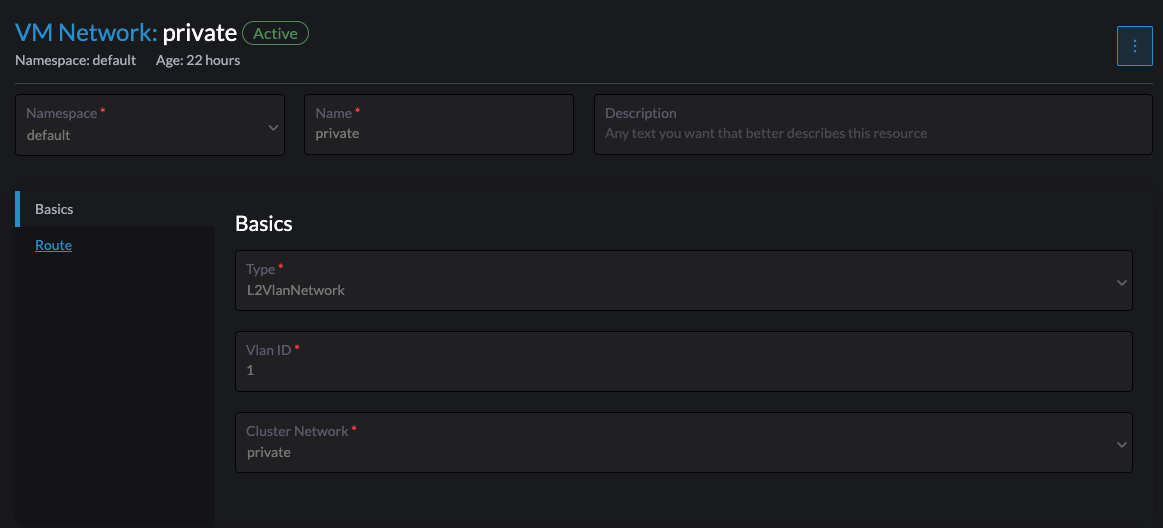 VM Network: private Active
Namespace: default Age: 22 hours
Namespace *
default
Name *
private
Description
Any text you want that better describes this resource
Basics
Route
Basics
Type *
L2VlanNetwork
Vlan ID *
1
Cluster Network *
private